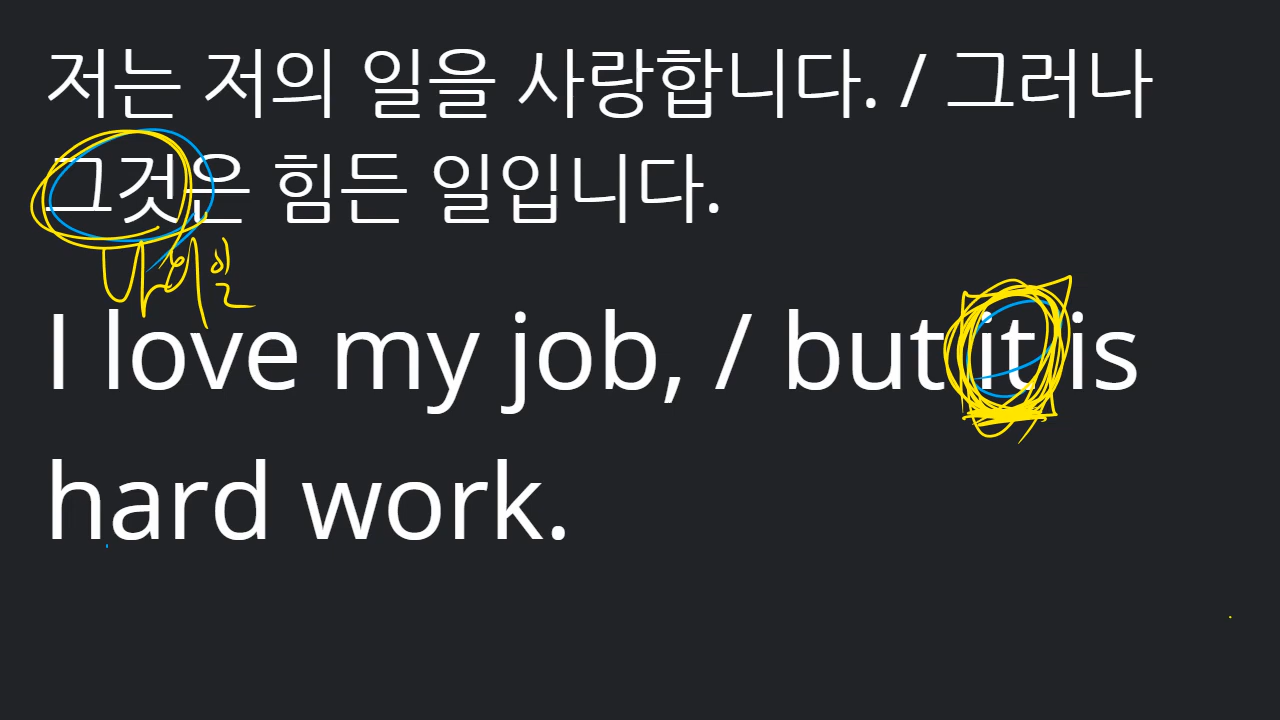 저는 저의 일을 사랑합니다. / 그러나
그것은 힘든 일입니다.
나의 일
I love my job, / but it is
hard work.